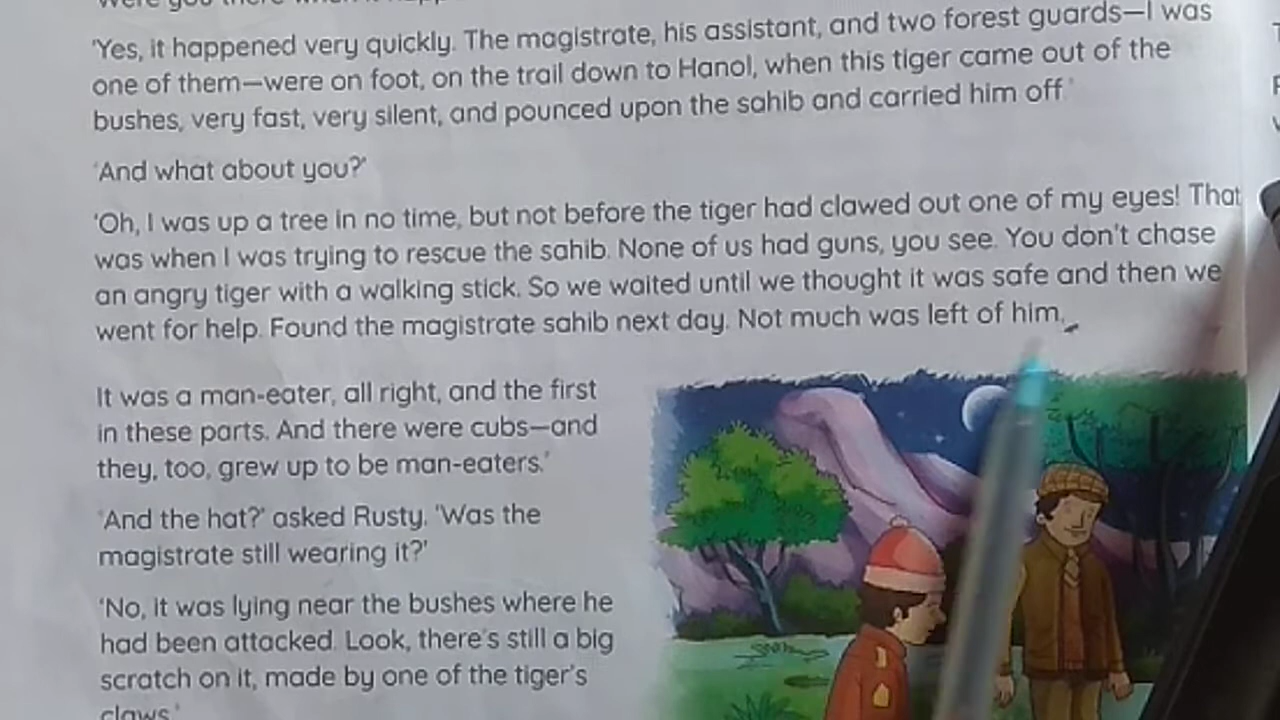 'Yes, it happened very quickly. The magistrate, his assistant, and two forest guards—I was
one of them—were on foot, on the trail down to Hanol, when this tiger came out of the
bushes, very fast, very silent, and pounced upon the sahib and carried him off.'
'And what about you?'
'Oh, I was up a tree in no time, but not before the tiger had clawed out one of my eyes! That
was when I was trying to rescue the sahib. None of us had guns, you see. You don't chase
an angry tiger with a walking stick. So we waited until we thought it was safe and then we
went for help. Found the magistrate sahib next day. Not much was left of him.
It was a man-eater, all right, and the first
in these parts. And there were cubs—and
they, too, grew up to be man-eaters.'
'And the hat?' asked Rusty. 'Was the
magistrate still wearing it?'
'No, it was lying near the bushes where he
had been attacked. Look, there's still a big
scratch on it, made by one of the tiger's
claws.'